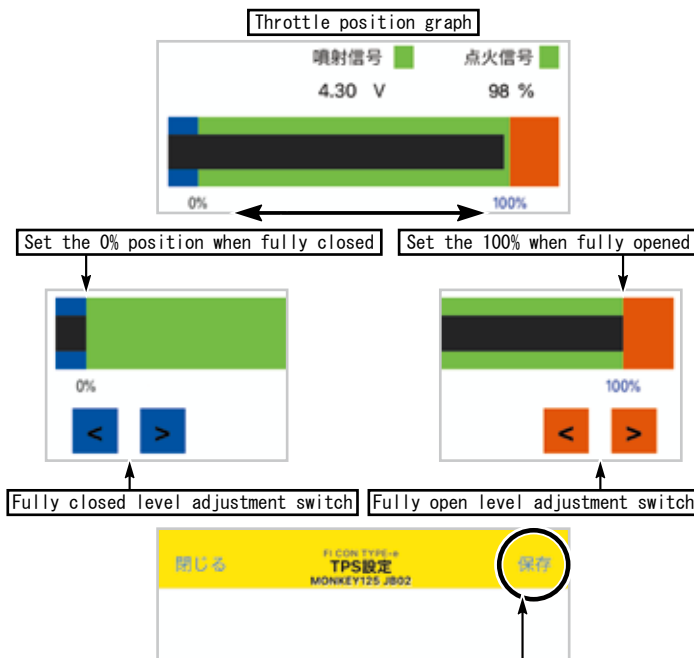 Throttle position graph
噴射信号 点火信号
4.30 V 98 %
0% 100%
Set the 0% position when fully closed Set the 100% when fully opened
0% 100%
< > < >
Fully closed level adjustment switch Fully open level adjustment switch
閉じる FI CON TYPE-e 保存
TPS設定
MONKEY125 JB02